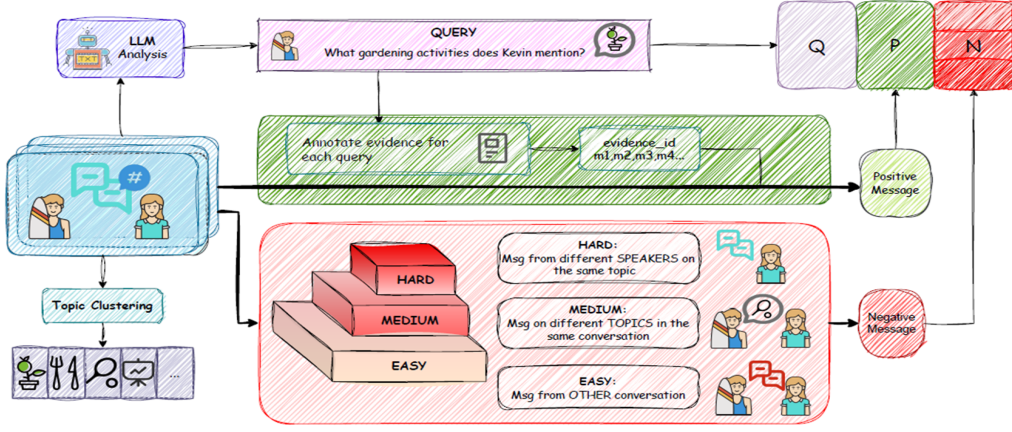 LLM
Analysis
TXT
QUERY
What gardening activities does Kevin mention?
Q
P
N
Annotate evidence for
each query
evidence_id
m1,m2,m3,m4...
#
Positive
Message
HARD
MEDIUM
EASY
HARD:
Msg from different SPEAKERS on
the same topic
MEDIUM:
Msg on different TOPICS in the
same conversation
EASY:
Msg from OTHER conversation
Negative
Message
Topic Clustering
...